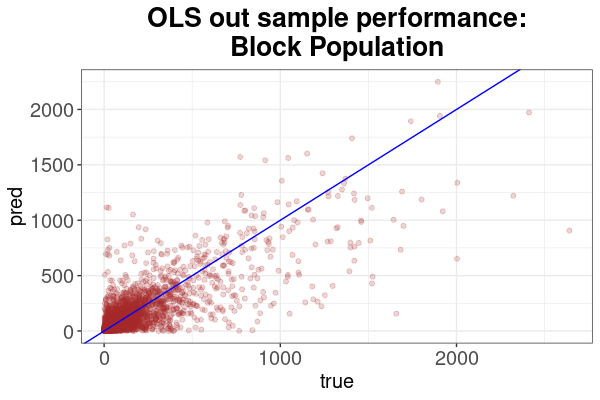 OLS out sample performance:
Block Population
2000
1500
1000
500
0
pred
0 1000 2000
true